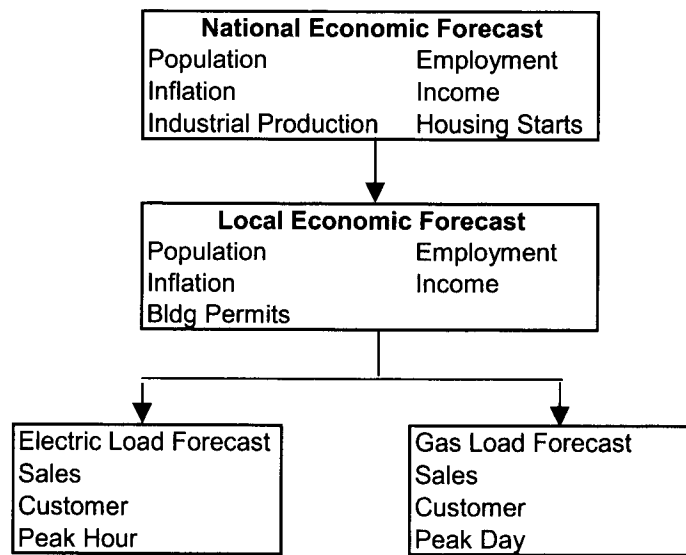 National Economic Forecast
Population Employment
Inflation Income
Industrial Production Housing Starts
Local Economic Forecast
Population Employment
Inflation Income
Bldg Permits
Electric Load Forecast
Sales
Customer
Peak Hour
Gas Load Forecast
Sales
Customer
Peak Day